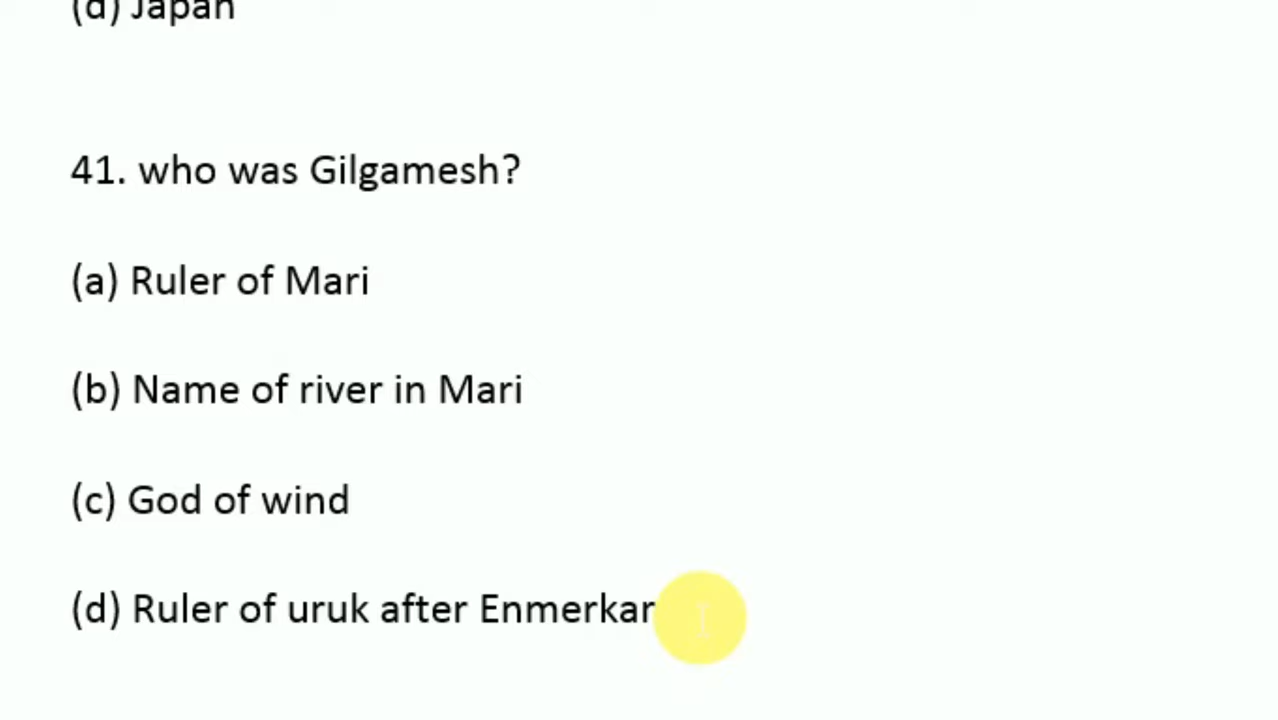 (d) Japan
41. who was Gilgamesh?
(a) Ruler of Mari
(b) Name of river in Mari
(c) God of wind
(d) Ruler of uruk after Enmerkar